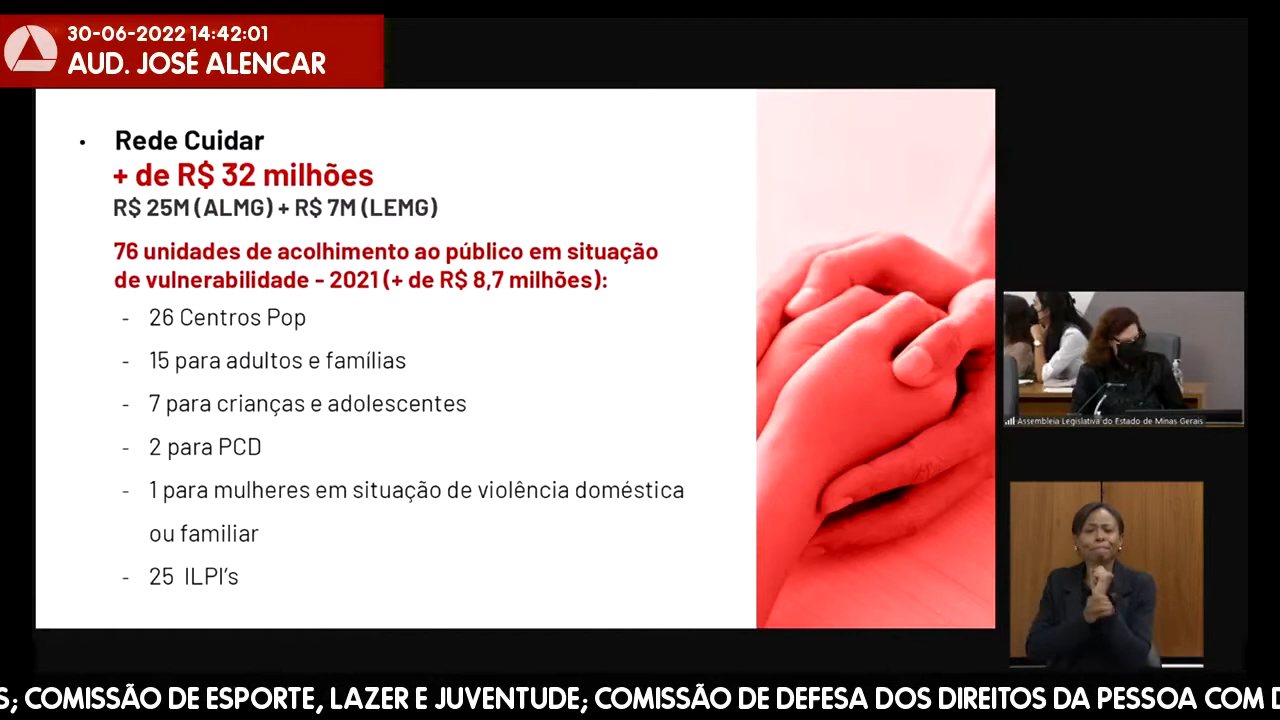 30-06-2022 14:42:01
AUD. JOSÉ ALENCAR
• Rede Cuidar
+ de R$ 32 milhões
R$ 25M (ALMG) + R$ 7M (LEMG)
76 unidades de acolhimento ao público em situação
de vulnerabilidade - 2021 (+ de R$ 8,7 milhões):
- 26 Centros Pop
- 15 para adultos e famílias
- 7 para crianças e adolescentes
- 2 para PCD
- 1 para mulheres em situação de violência doméstica
ou familiar
- 25 ILPI's
Assembleia Legislativa do Estado de Minas Gerais
S; COMISSÃO DE ESPORTE, LAZER E JUVENTUDE; COMISSÃO DE DEFESA DOS DIREITOS DA PESSOA COM D